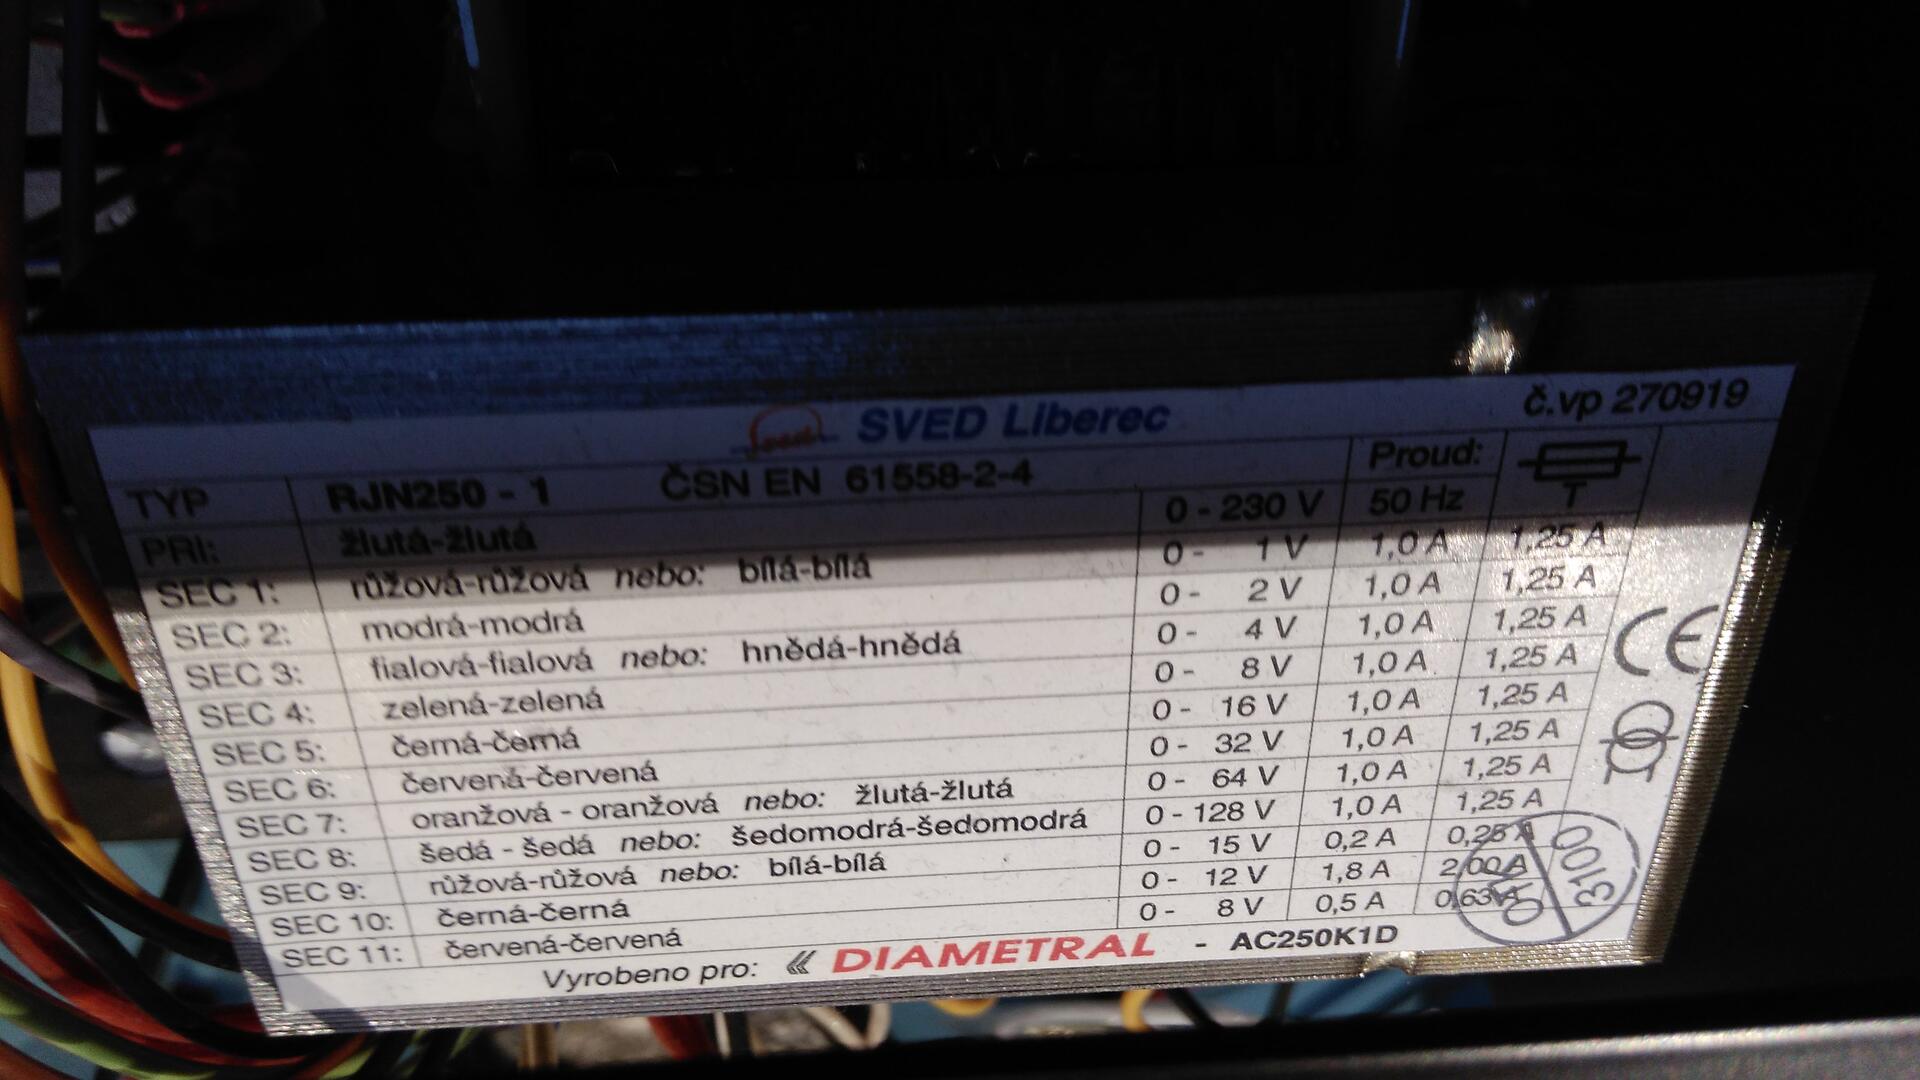 SVED Liberec č.vp 270919
TYP RJN250 - 1 ČSN EN 61558-2-4 Proud: T
PRI: žlutá-žlutá 0 - 230 V 50 Hz
SEC 1: růžová-růžová nebo: bílá-bílá 0 - 1 V 1,0 A 1,25 A
SEC 2: modrá-modrá 0 - 2 V 1,0 A 1,25 A
SEC 3: fialová-fialová nebo: hnědá-hnědá 0 - 4 V 1,0 A 1,25 A
SEC 4: zelená-zelená 0 - 8 V 1,0 A 1,25 A
SEC 5: černá-černá 0 - 16 V 1,0 A 1,25 A
SEC 6: červená-červená 0 - 32 V 1,0 A 1,25 A
SEC 7: oranžová - oranžová nebo: žlutá-žlutá 0 - 64 V 1,0 A 1,25 A
SEC 8: šedá - šedá nebo: šedomodrá-šedomodrá 0 - 128 V 1,0 A 1,25 A
SEC 9: růžová-růžová nebo: bílá-bílá 0 - 15 V 0,2 A 0,25 A
SEC 10: černá-černá 0 - 12 V 1,8 A 2,00 A
SEC 11: červená-červená 0 - 8 V 0,5 A 0,63 A
Vyrobeno pro: DIAMETRAL - AC250K1D
CE
3100